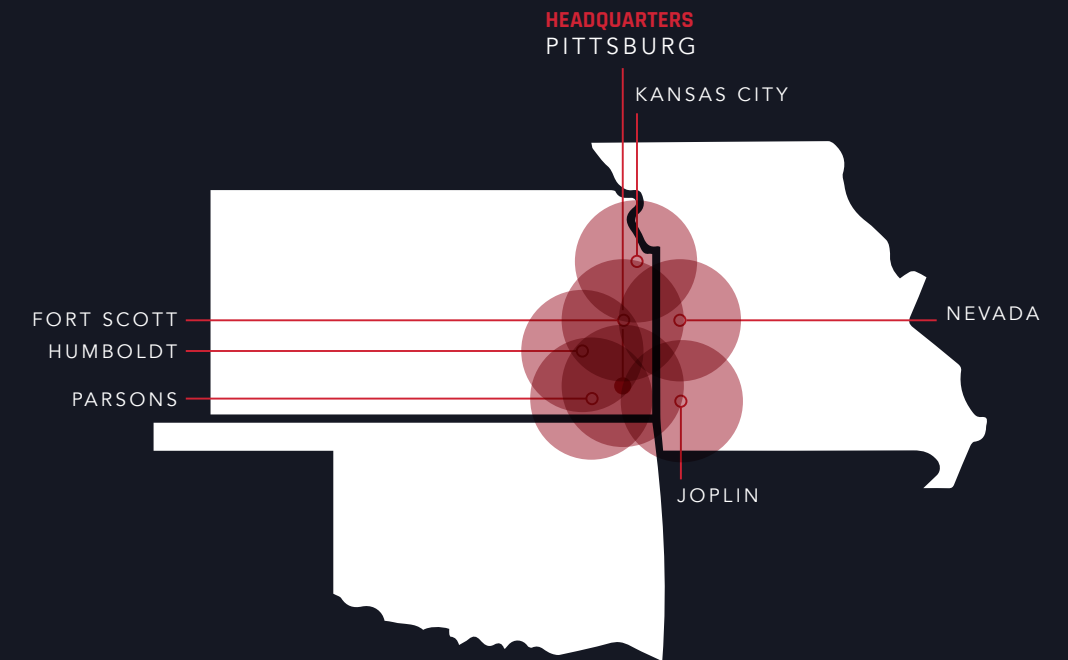 HEADQUARTERS
PITTSBURG
KANSAS CITY
FORT SCOTT
HUMBOLDT
PARSONS
NEVADA
JOPLIN